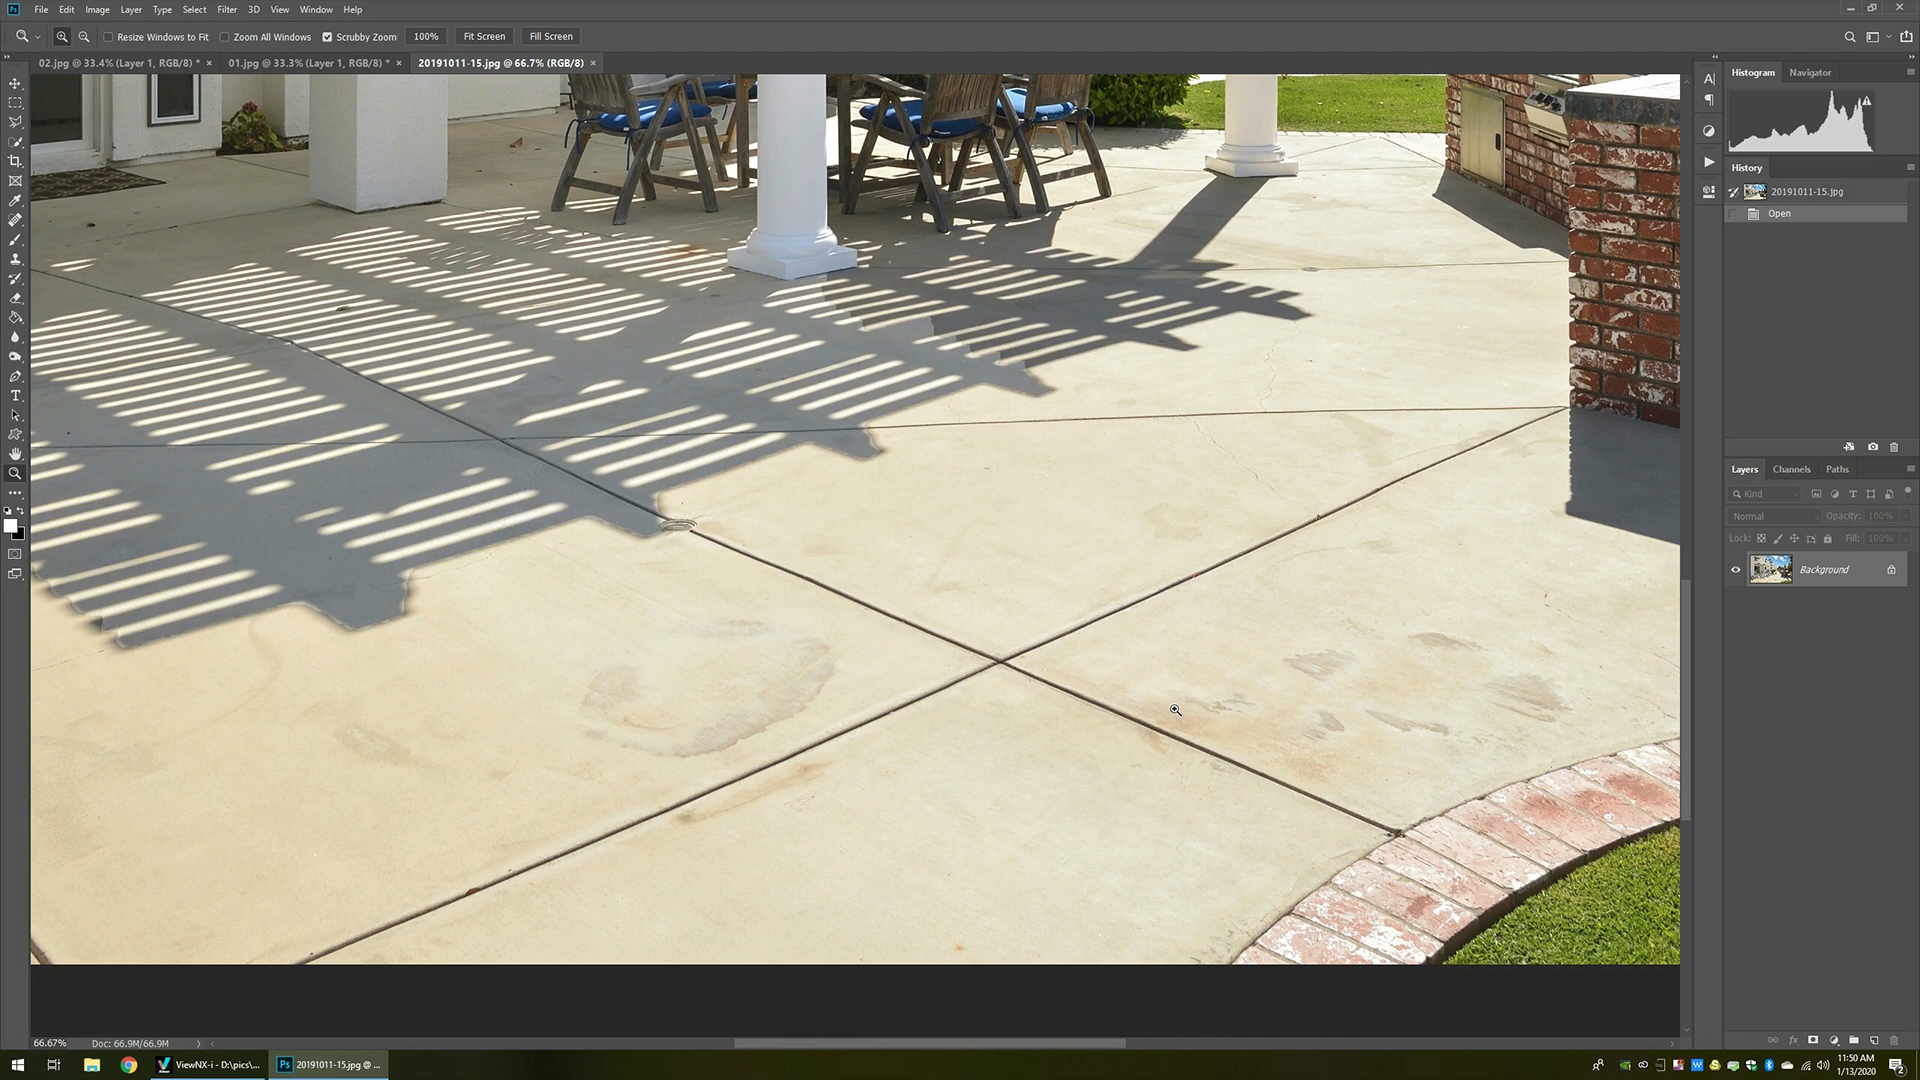 Ps File Edit Image Layer Type Select Filter 3D View Window Help
Resize Windows to Fit Zoom All Windows Scrubby Zoom 100% Fit Screen Fill Screen
02.jpg @ 33.4% (Layer 1, RGB/8) * × 01.jpg @ 33.3% (Layer 1, RGB/8) * × 20191011-15.jpg @ 66.7% (RGB/8) ×
Histogram Navigator
History
20191011-15.jpg
Open
Layers Channels Paths
Kind
Normal Opacity: 100%
Lock: Fill: 100%
Background
66.67% Doc: 66.9M/66.9M
ViewNX-i - D:\pics\... Ps 20191011-15.jpg @ ... 11:50 AM
1/13/2020